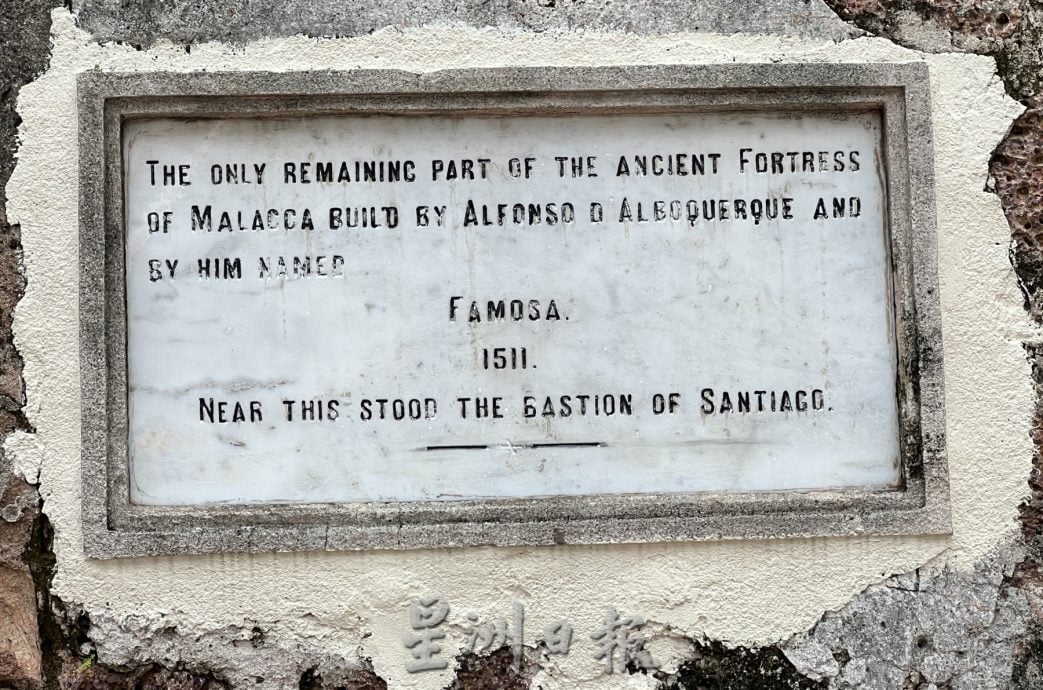 THE ONLY REMAINING PART OF THE ANCIENT FORTRESS
OF MALACCA BUILD BY ALFONSO D ALBOQUERQUE AND
BY HIM NAMED
FAMOSA.
1511.
NEAR THIS STOOD THE BASTION OF SANTIAGO.
星洲日报